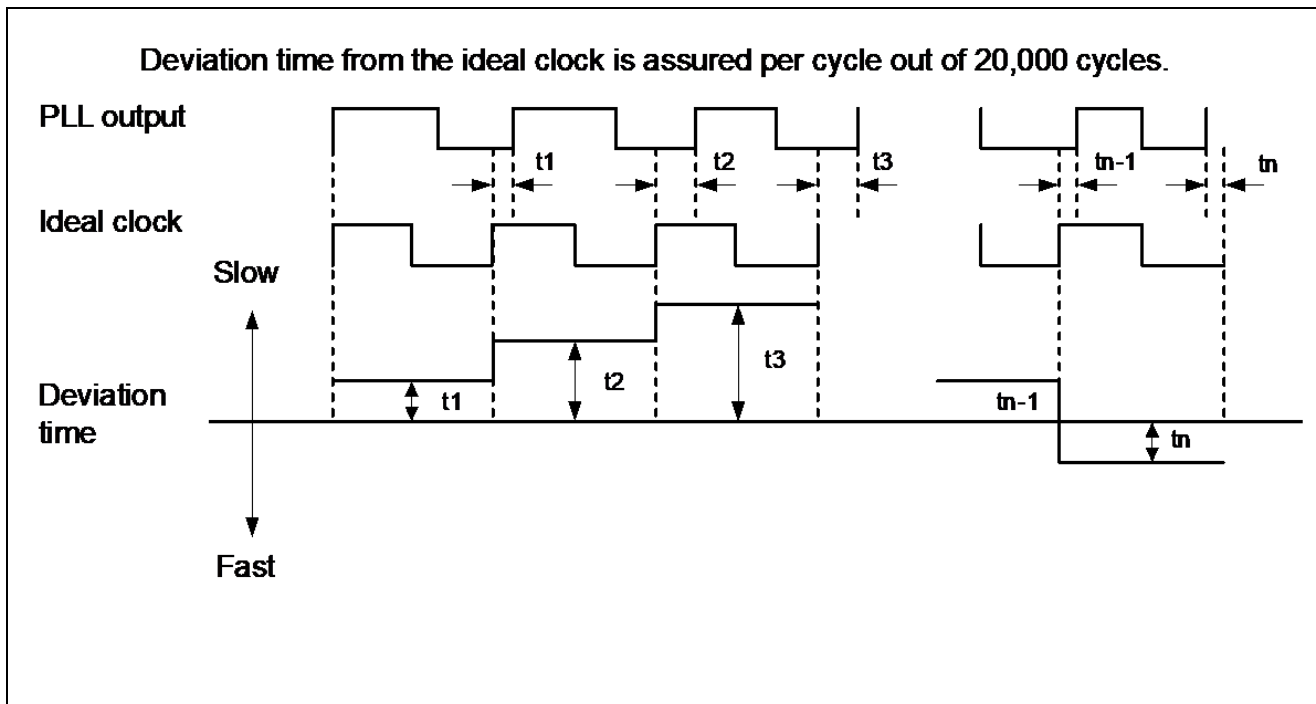 Deviation time from the ideal clock is assured per cycle out of 20,000 cycles.
PLL output
t1
t2
t3
tn-1
tn
Ideal clock
Slow
t1
t2
t3
tn-1
tn
Deviation
time
Fast